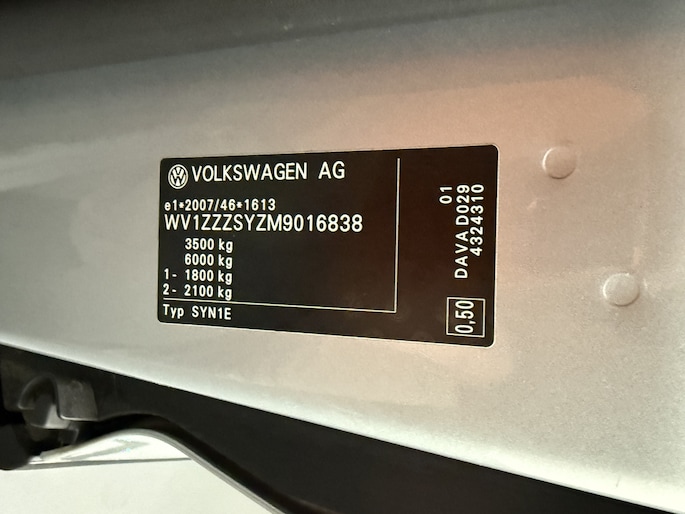 VOLKSWAGEN AG
e1*2007/46*1613
WV1ZZZSYZM9016838
3500 kg
6000 kg
1- 1800 kg
2- 2100 kg
Typ SYN1E
01
DAVA D029
4324310
0,50